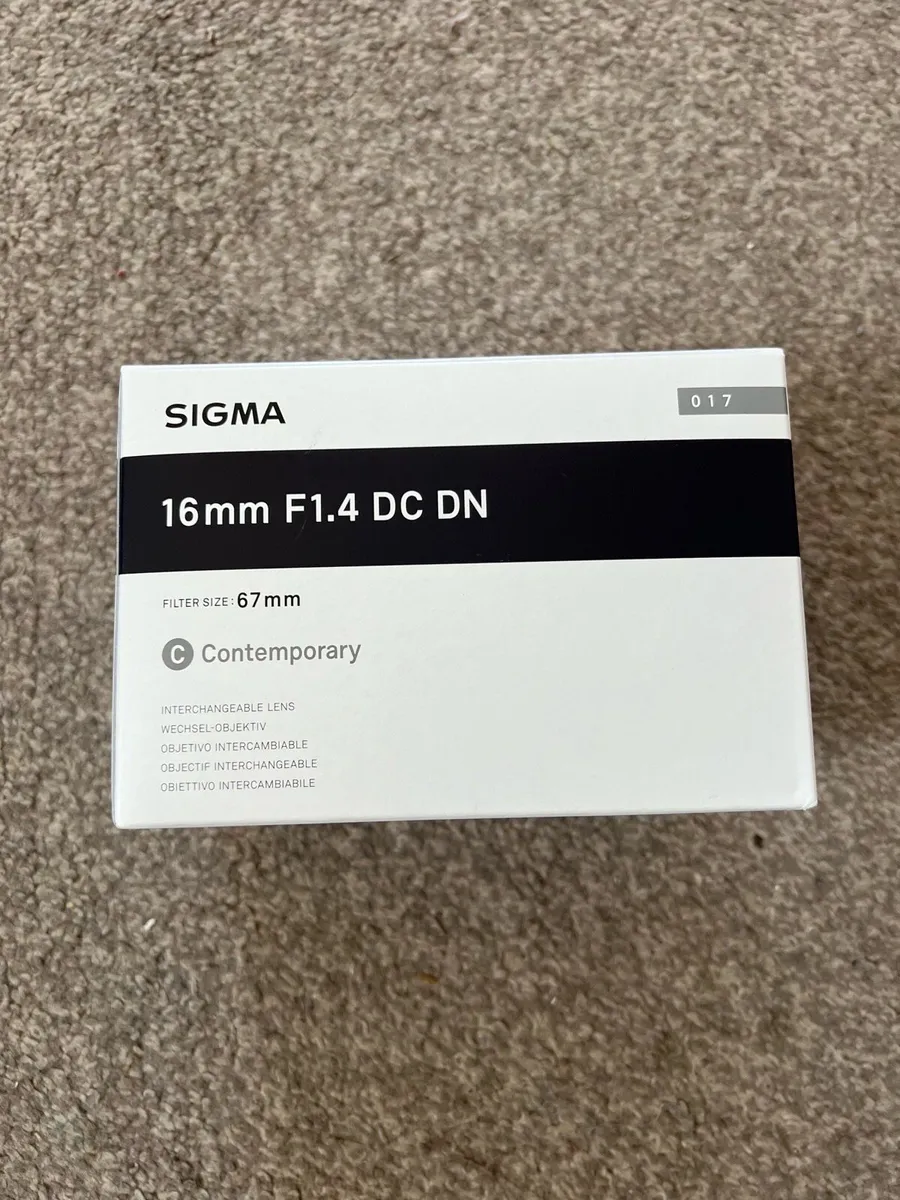 SIGMA
017
16mm F1.4 DC DN
FILTER SIZE: 67mm
C Contemporary
INTERCHANGEABLE LENS
WECHSEL-OBJEKTIV
OBJETIVO INTERCAMBIABLE
OBJECTIF INTERCHANGEABLE
OBIETTIVO INTERCAMBIABILE